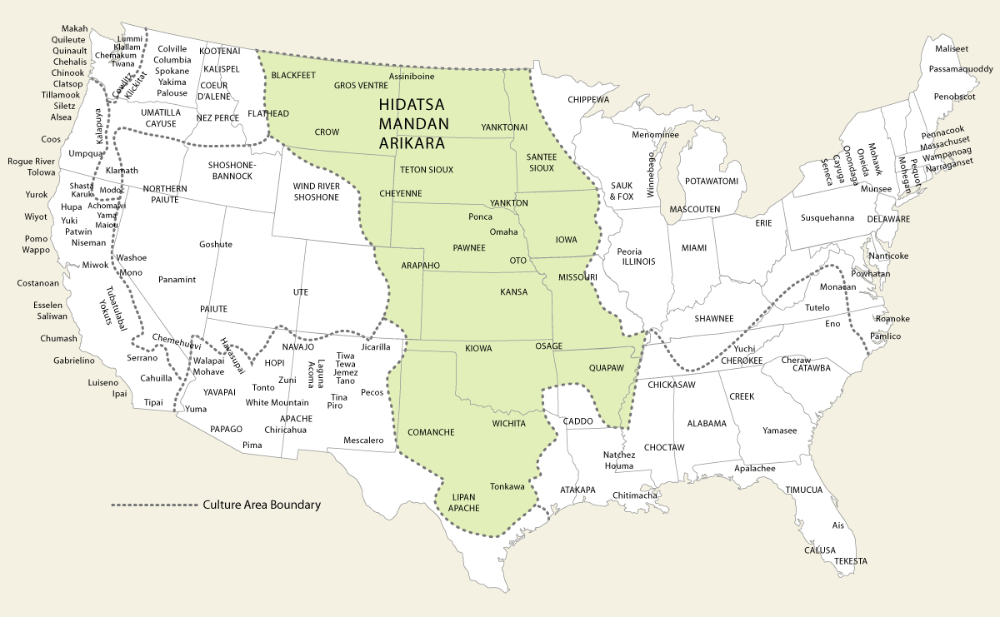 Makah
Quileute
Quinault
Chehalis
Chinook
Clatsop
Tillamook
Siletz
Alsea
Coos
Rogue River
Tolowa
Yurok
Wiyot
Pomo
Wappo
Costanoan
Esselen
Saliwan
Chumash
Gabrielino
Luiseno
Ipai
Lummi
Klallam
Chemakum
Twana
Cowlitz
Klickitat
Kalapuya
Umpqua
Klamath
Shasta
Karuk
Modoc
Hupa
Achomawi
Yama
Maiou
Yuki
Patwin
Niseman
Miwok
Washoe
Mono
Tubatulabal
Yokuts
Serrano
Cahuilla
Tipai
Colville
Columbia
Spokane
Yakima
Palouse
KOOTENAI
KALISPEL
COEUR
D'ALENE
UMATILLA
CAYUSE
NEZ PERCE
FLATHEAD
SHOSHONE-
BANNOCK
NORTHERN
PAIUTE
WIND RIVER
SHOSHONE
Goshute
Panamint
PAIUTE
UTE
Chemehuevi
Havasupai
Walapai
Mohave
YAVAPAI
Yuma
PAPAGO
Pima
NAVAJO
HOPI
Zuni
Tonto
White Mountain
APACHE
Chiricahua
Laguna
Acoma
Jicarilla
Tiwa
Tewa
Jemez
Tano
Tina
Piro
Pecos
Mescalero
BLACKFEET
GROS VENTRE
Assiniboine
HIDATSA
MANDAN
ARIKARA
CROW
YANKTONAI
SANTEE
SIOUX
TETON SIOUX
CHEYENNE
YANKTON
Ponca
Omaha
PAWNEE
IOWA
OTO
ARAPAHO
MISSOURI
KANSA
KIOWA
OSAGE
QUAPAW
COMANCHE
WICHITA
Tonkawa
LIPAN
APACHE
CHIPPEWA
Menominee
Winnebago
SAUK
& FOX
POTAWATOMI
MASCOUTEN
Peoria
ILLINOIS
MIAMI
ERIE
SHAWNEE
Susquehanna
DELAWARE
Munsee
Nanticoke
Powhatan
Monacan
Tutelo
Eno
Roanoke
Pamlico
Maliseet
Passamaquoddy
Penobscot
Pennacook
Massachuset
Wampanoag
Narraganset
Pequot
Mohegan
Mohawk
Oneida
Onondaga
Cayuga
Seneca
Yuchi
CHEROKEE
Cheraw
CATAWBA
CHICKASAW
CREEK
ALABAMA
Yamasee
CHOCTAW
CADDO
Natchez
Houma
ATAKAPA
Chitimacha
Apalachee
TIMUCUA
Ais
CALUSA
TEKESTA
Culture Area Boundary